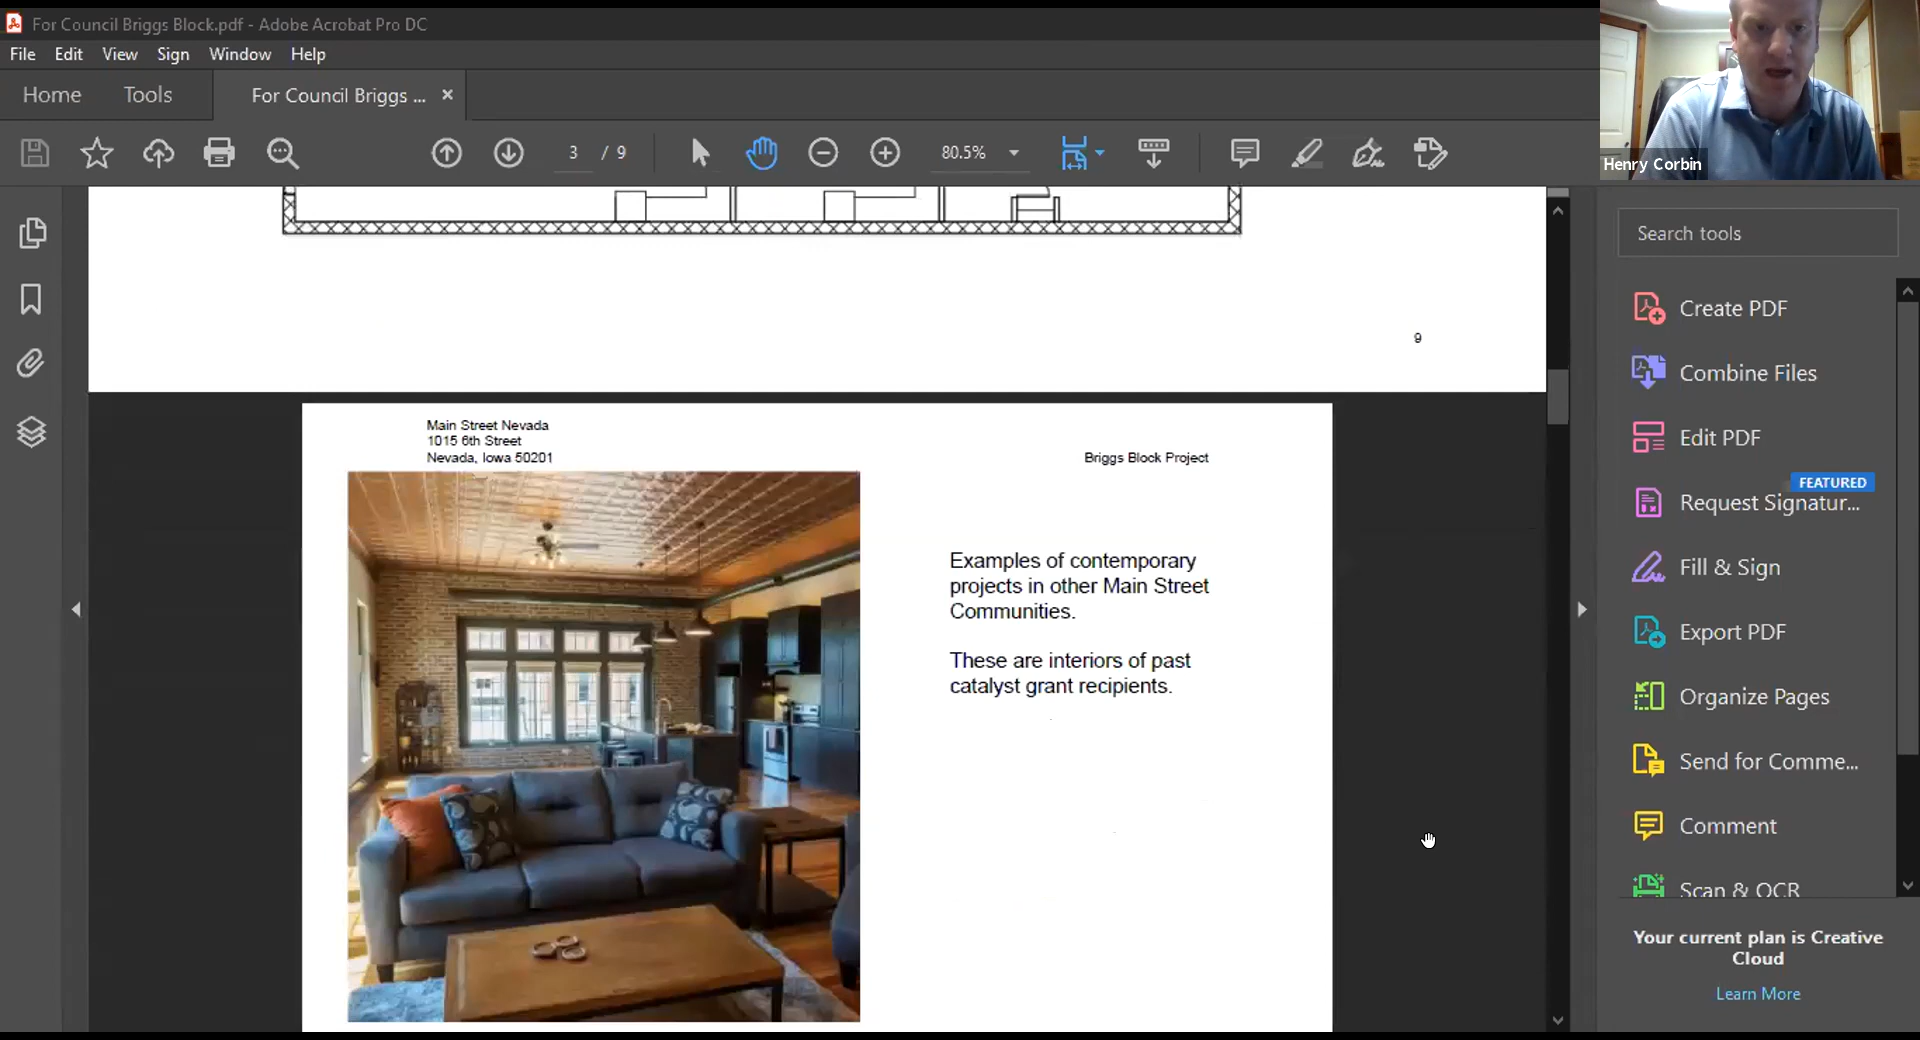 For Council Briggs Block.pdf - Adobe Acrobat Pro DC
File Edit View Sign Window Help
Home Tools For Council Briggs ... ×
3 / 9 80.5%
Henry Corbin
Search tools
Create PDF
Combine Files
Edit PDF
FEATURED
Request Signatur...
Fill & Sign
Export PDF
Organize Pages
Send for Comme...
Comment
Scan & OCR
Your current plan is Creative
Cloud
Learn More
9
Main Street Nevada
1015 6th Street
Nevada, Iowa 50201
Briggs Block Project
Examples of contemporary
projects in other Main Street
Communities.
These are interiors of past
catalyst grant recipients.